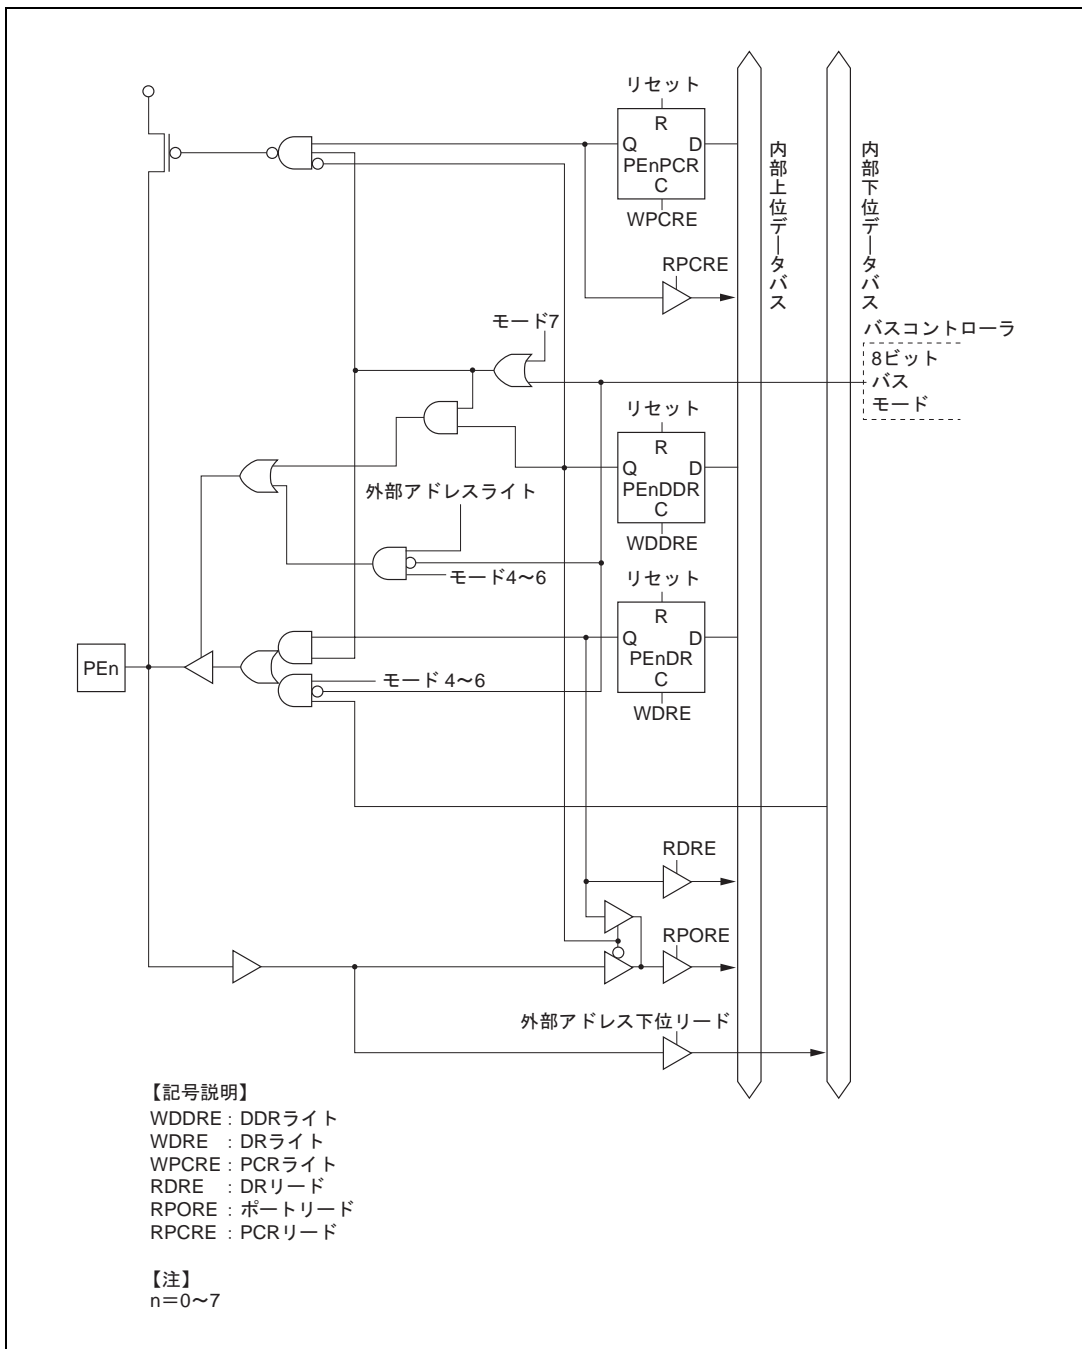 リセット
R
Q D
PEnPCR
C
WPCRE
内部上位データバス
内部下位データバス
RPCRE
モード7
バスコントローラ
8ビット
バス
モード
リセット
R
Q D
PEnDDR
C
WDDRE
外部アドレスライト
モード4～6
リセット
R
Q D
PEnDR
C
WDRE
PEn
モード 4～6
RDRE
RPORE
外部アドレス下位リード
【記号説明】
WDDRE : DDRライト
WDRE : DRライト
WPCRE : PCRライト
RDRE : DRリード
RPORE : ポートリード
RPCRE : PCRリード
【注】
n＝0～7